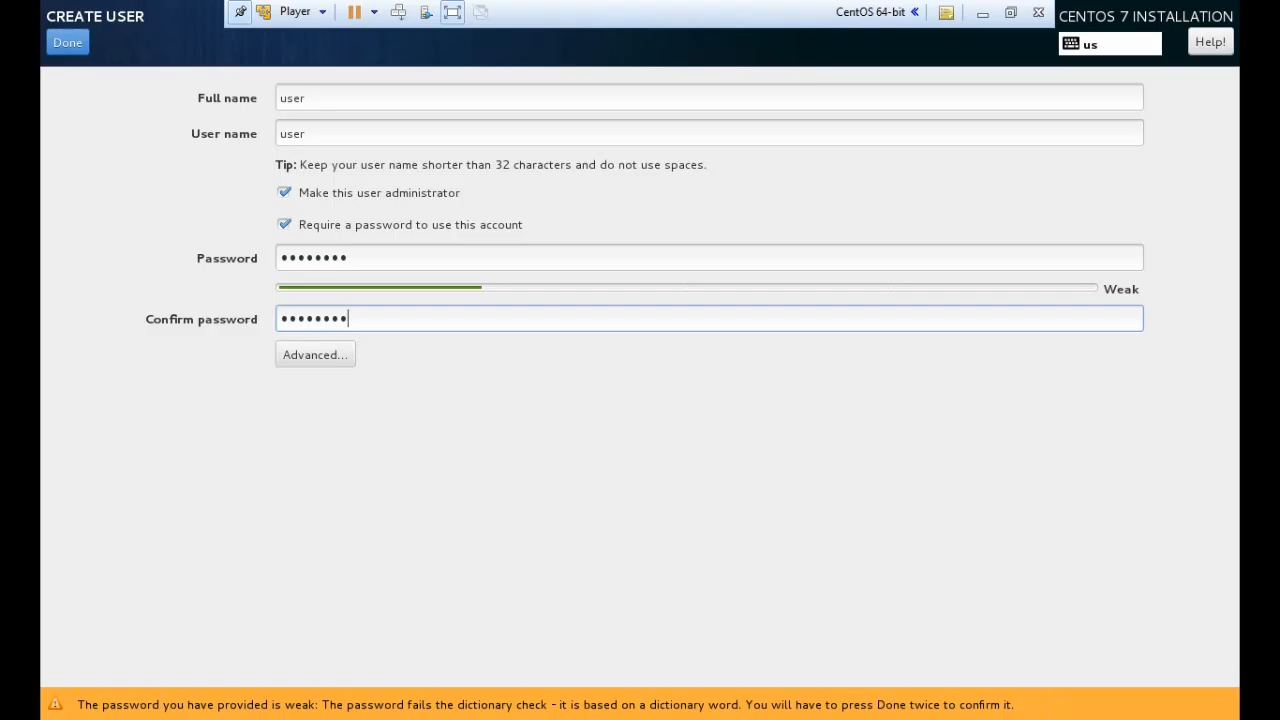 CREATE USER
Player
CentOS 64-bit
CENTOS 7 INSTALLATION
Done
us
Help!
Full name
user
User name
user
Tip: Keep your user name shorter than 32 characters and do not use spaces.
Make this user administrator
Require a password to use this account
Password
••••••••
Weak
Confirm password
••••••••
Advanced...
The password you have provided is weak: The password fails the dictionary check - it is based on a dictionary word. You will have to press Done twice to confirm it.